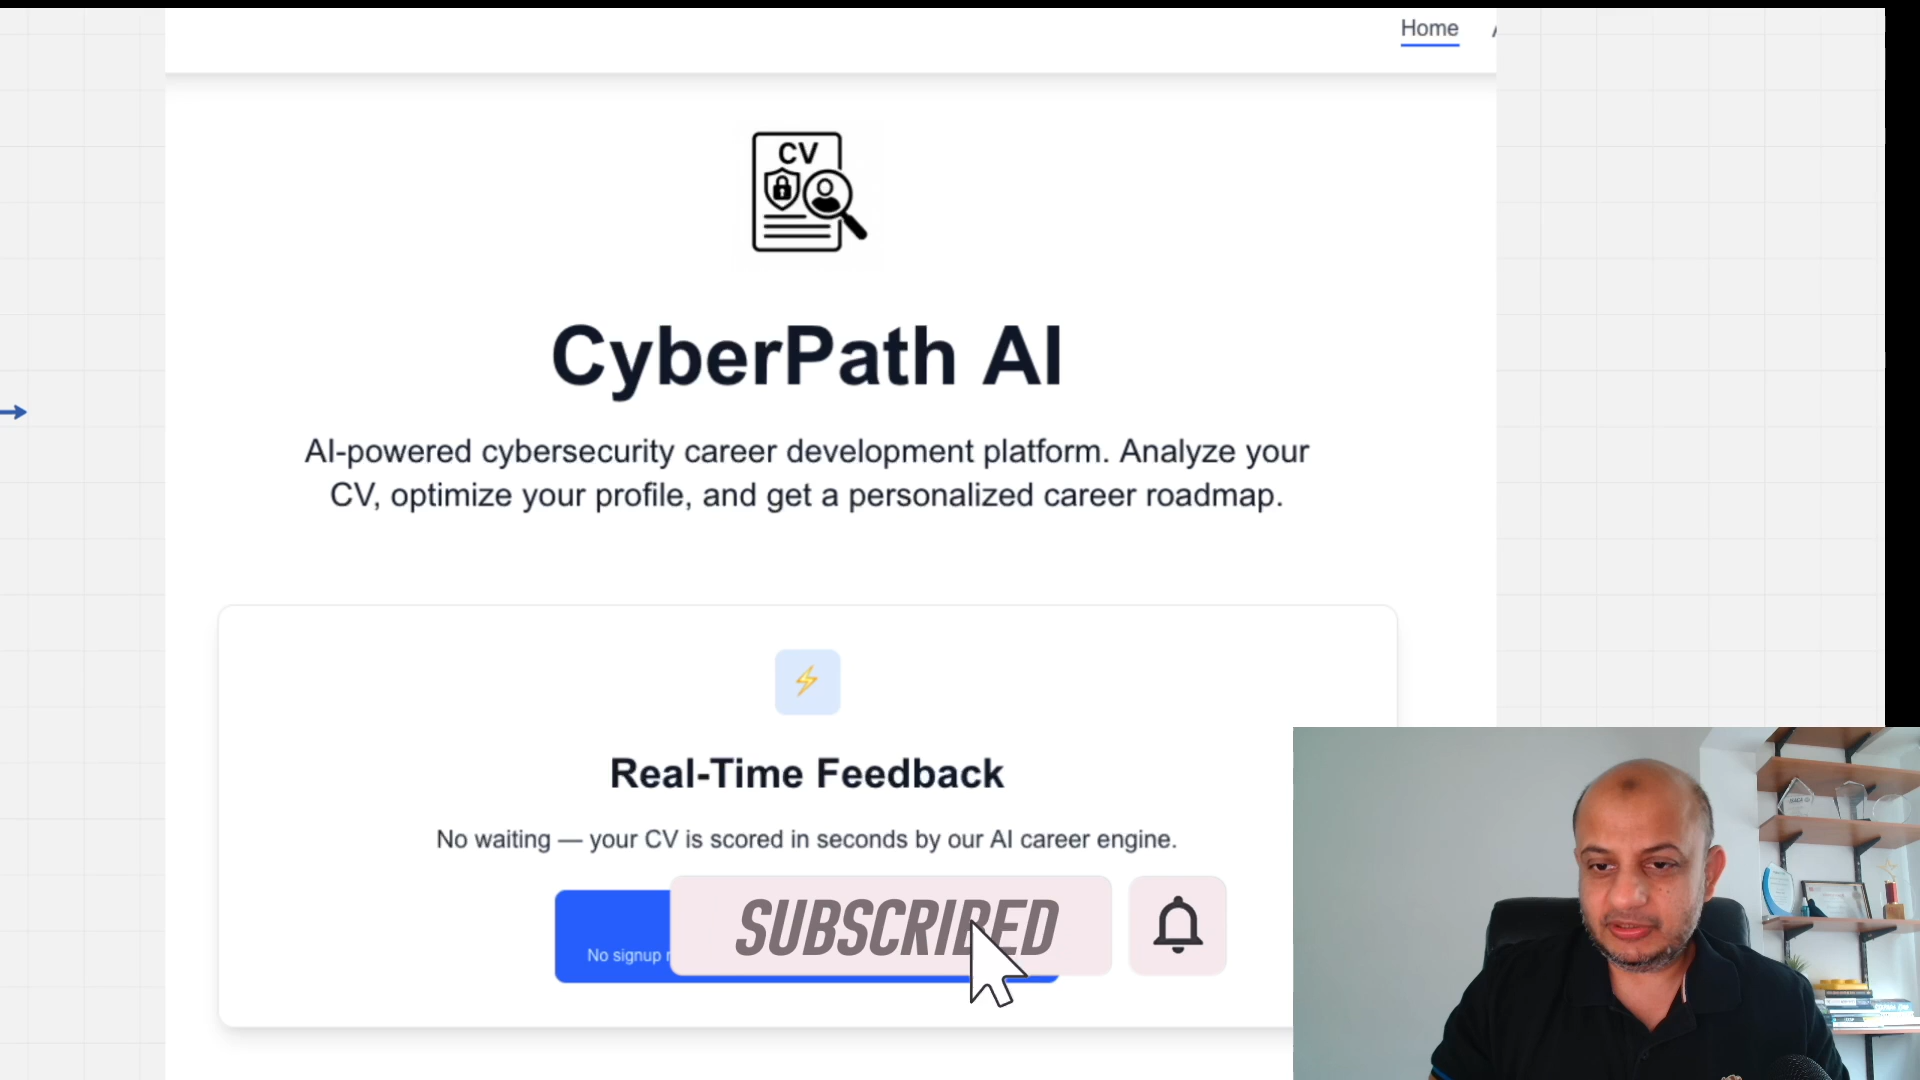 Home
CV
CyberPath AI
AI-powered cybersecurity career development platform. Analyze your
CV, optimize your profile, and get a personalized career roadmap.
Real-Time Feedback
No waiting — your CV is scored in seconds by our AI career engine.
SUBSCRIBED
No signup